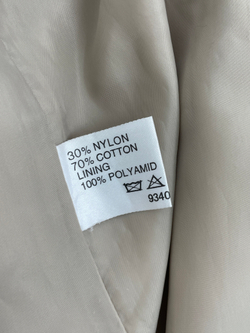 30% NYLON
70% COTTON
LINING
100% POLYAMID
9340